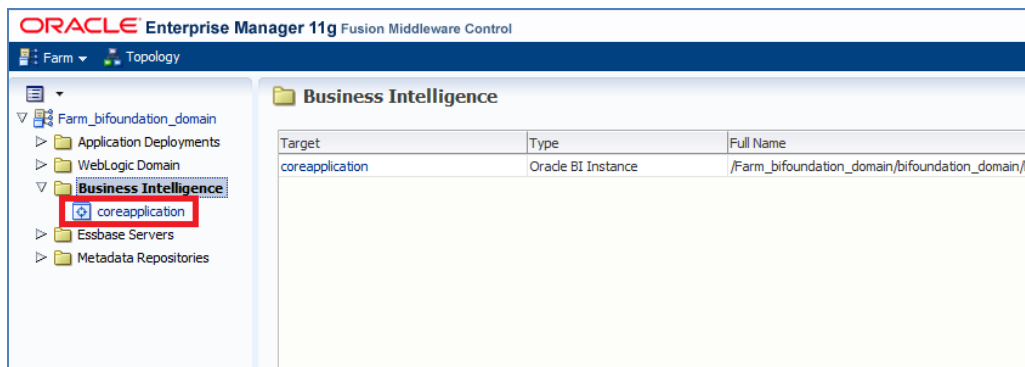 ORACLE Enterprise Manager 11g Fusion Middleware Control
Farm Topology
Farm_bifoundation_domain
Application Deployments
WebLogic Domain
Business Intelligence
coreapplication
Essbase Servers
Metadata Repositories
Business Intelligence
Target Type Full Name
coreapplication Oracle BI Instance /Farm_bifoundation_domain/bifoundation_domain/